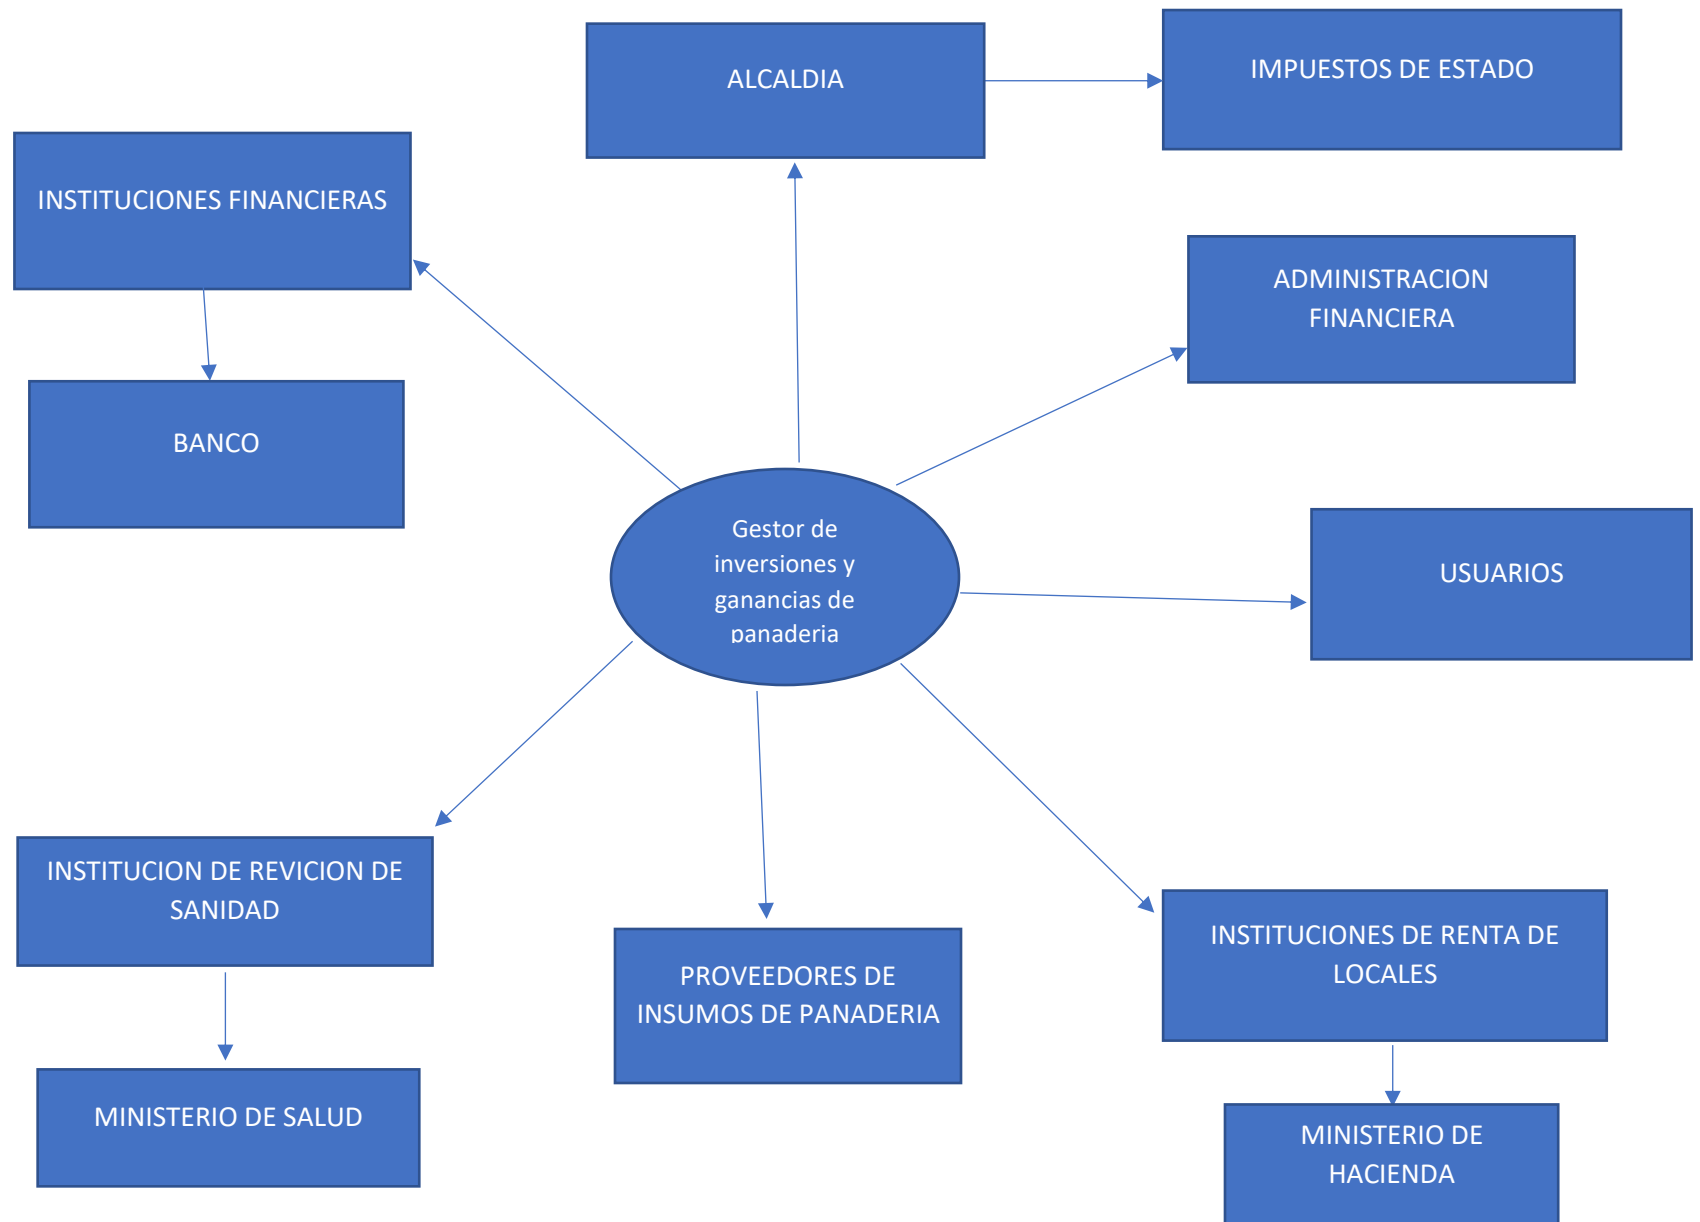 ALCALDIA
IMPUESTOS DE ESTADO
INSTITUCIONES FINANCIERAS
ADMINISTRACION
FINANCIERA
BANCO
Gestor de
inversiones y
ganancias de
panaderia
USUARIOS
INSTITUCION DE REVICION DE
SANIDAD
PROVEEDORES DE
INSUMOS DE PANADERIA
INSTITUCIONES DE RENTA DE
LOCALES
MINISTERIO DE SALUD
MINISTERIO DE
HACIENDA